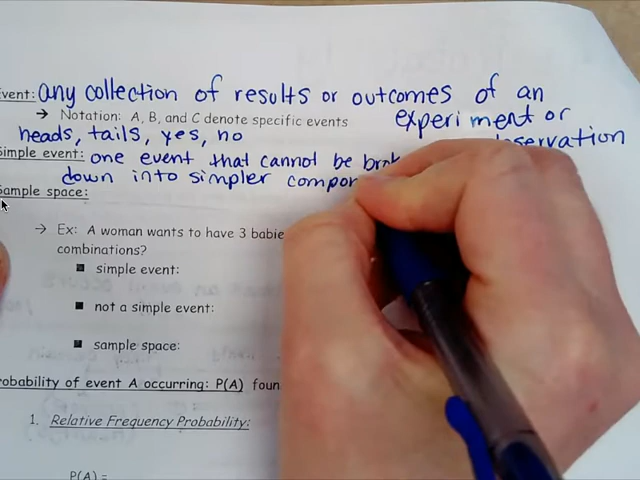 Event: any collection of results or outcomes of an
→ Notation: A, B, and C denote specific events experiment or
heads, tails, yes, no observation
Simple event: one event that cannot be
down into simpler
Sample space:
→ Ex: A woman wants to have 3
combinations?
■ simple event:
■ not a simple event:
■ sample space:
Probability of event A occurring: P(A)
1. Relative Frequency Probability:
P(A) =